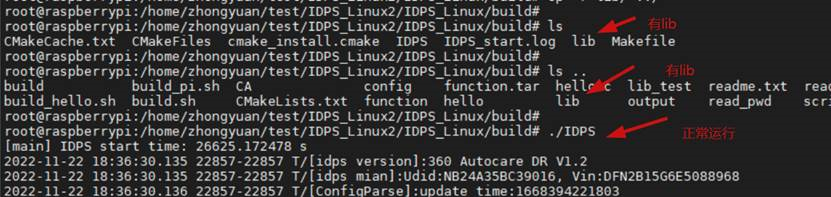 root@raspberrypi:/home/zhongyuan/test/IDPS_Linux2/IDPS_Linux/build#
root@raspberrypi:/home/zhongyuan/test/IDPS_Linux2/IDPS_Linux/build# ls
有lib
CMakeCache.txt CMakeFiles cmake_install.cmake IDPS IDPS_start.log lib Makefile
root@raspberrypi:/home/zhongyuan/test/IDPS_Linux2/IDPS_Linux/build#
root@raspberrypi:/home/zhongyuan/test/IDPS_Linux2/IDPS_Linux/build# ls ..
有lib
build build_pi.sh CA config function.tar hello.c lib_test readme.txt
build_hello.sh build.sh CMakeLists.txt function hello lib output read_pwd
root@raspberrypi:/home/zhongyuan/test/IDPS_Linux2/IDPS_Linux/build#
root@raspberrypi:/home/zhongyuan/test/IDPS_Linux2/IDPS_Linux/build# ./IDPS
正常运行
[main] IDPS start time: 26625.172478 s
2022-11-22 18:36:30.135 22857-22857 T/[idps version]:360 Autocare DR V1.2
2022-11-22 18:36:30.135 22857-22857 T/[idps mian]:Udid:NB24A35BC39016, Vin:DFN2B15G6E5088968
2022-11-22 18:36:30.136 22857-22857 T/[ConfigParse]:update time:1668394221803